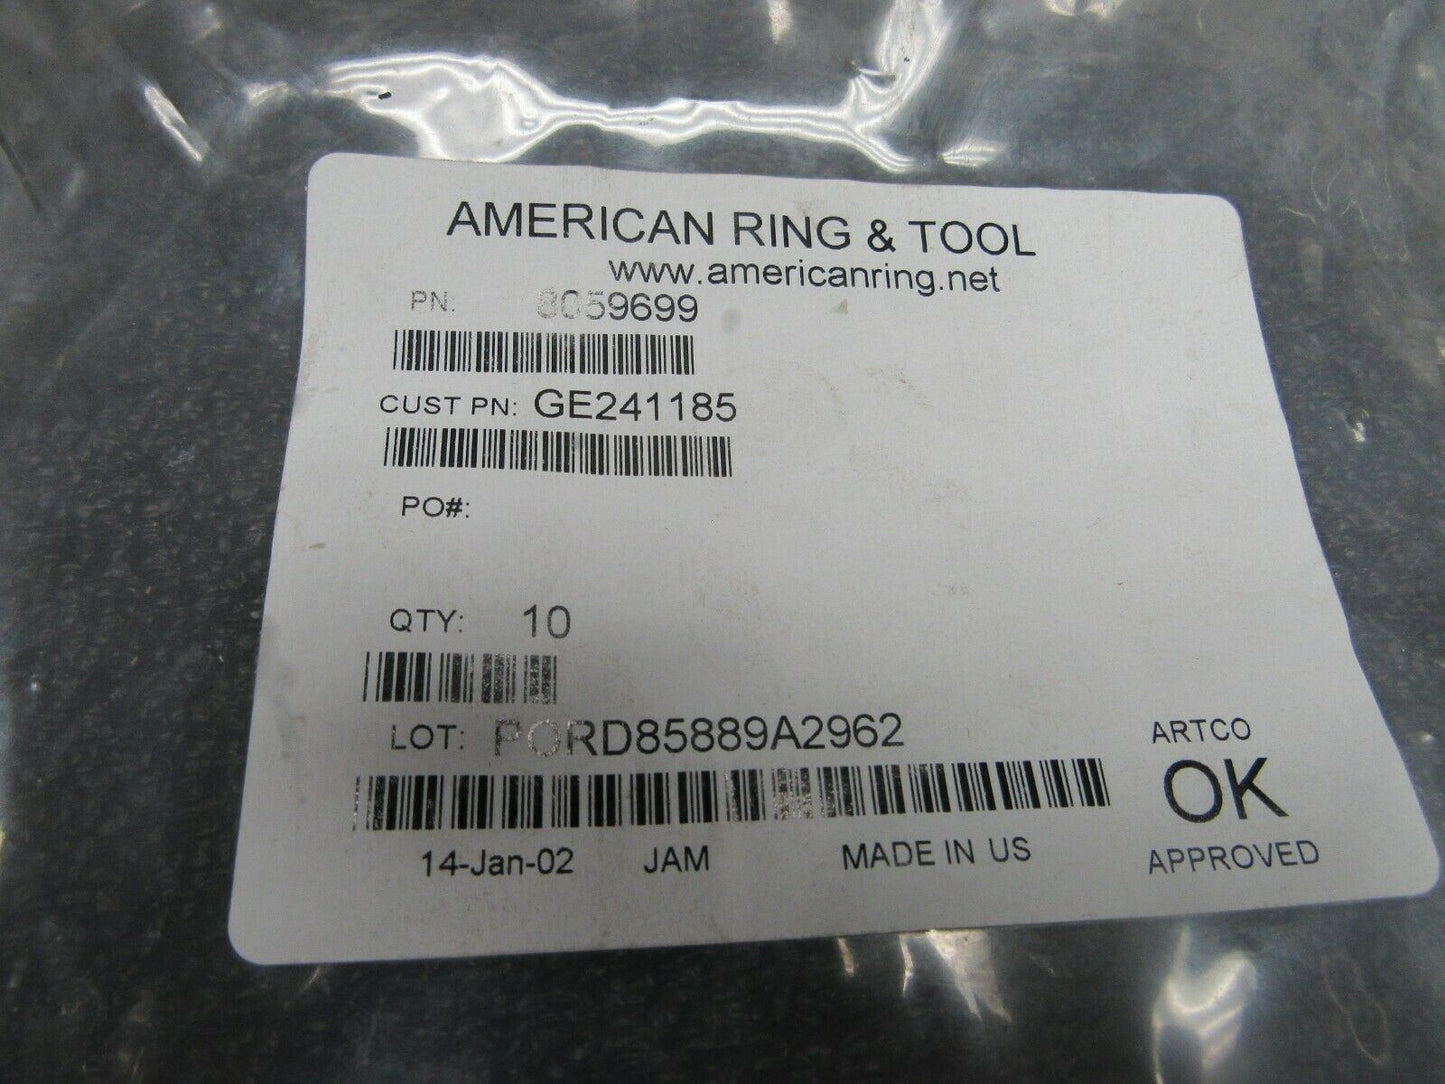 AMERICAN RING & TOOL
www.americanring.net
PN: 8059699
CUST PN: GE241185
PO#:
QTY: 10
LOT: PORD85889A2962
ARTCO
OK
APPROVED
14-Jan-02 JAM MADE IN US